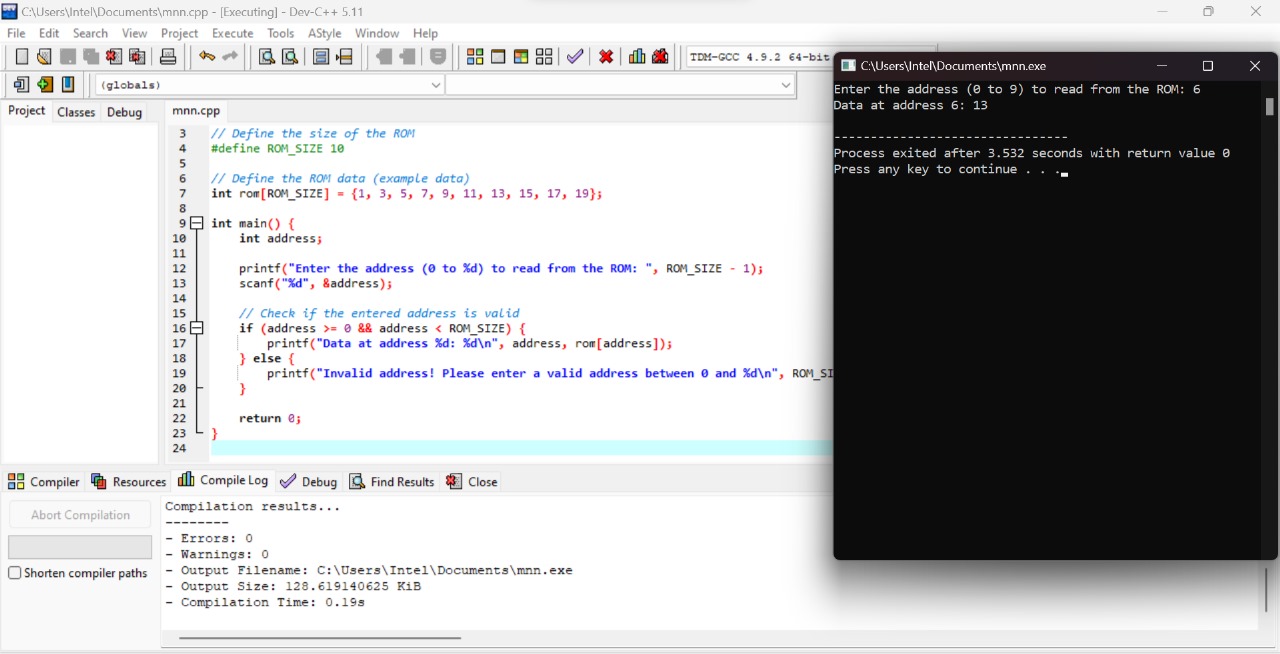 C:\Users\Intel\Documents\mnn.cpp - [Executing] - Dev-C++ 5.11
File Edit Search View Project Execute Tools AStyle Window Help
TDM-GCC 4.9.2 64-bit
(globals)
Project Classes Debug
mnn.cpp
3 // Define the size of the ROM
4 #define ROM_SIZE 10
5
6 // Define the ROM data (example data)
7 int rom[ROM_SIZE] = {1, 3, 5, 7, 9, 11, 13, 15, 17, 19};
8
9 int main() {
10 int address;
11
12 printf("Enter the address (0 to %d) to read from the ROM: ", ROM_SIZE - 1);
13 scanf("%d", &address);
14
15 // Check if the entered address is valid
16 if (address >= 0 && address < ROM_SIZE) {
17 printf("Data at address %d: %d\n", address, rom[address]);
18 } else {
19 printf("Invalid address! Please enter a valid address between 0 and %d\n", ROM_SI
20 }
21
22 return 0;
23 }
24
C:\Users\Intel\Documents\mnn.exe
Enter the address (0 to 9) to read from the ROM: 6
Data at address 6: 13
--------------------------------
Process exited after 3.532 seconds with return value 0
Press any key to continue . . .
Compiler Resources Compile Log Debug Find Results Close
Abort Compilation
Shorten compiler paths
Compilation results...
--------
- Errors: 0
- Warnings: 0
- Output Filename: C:\Users\Intel\Documents\mnn.exe
- Output Size: 128.619140625 KiB
- Compilation Time: 0.19s